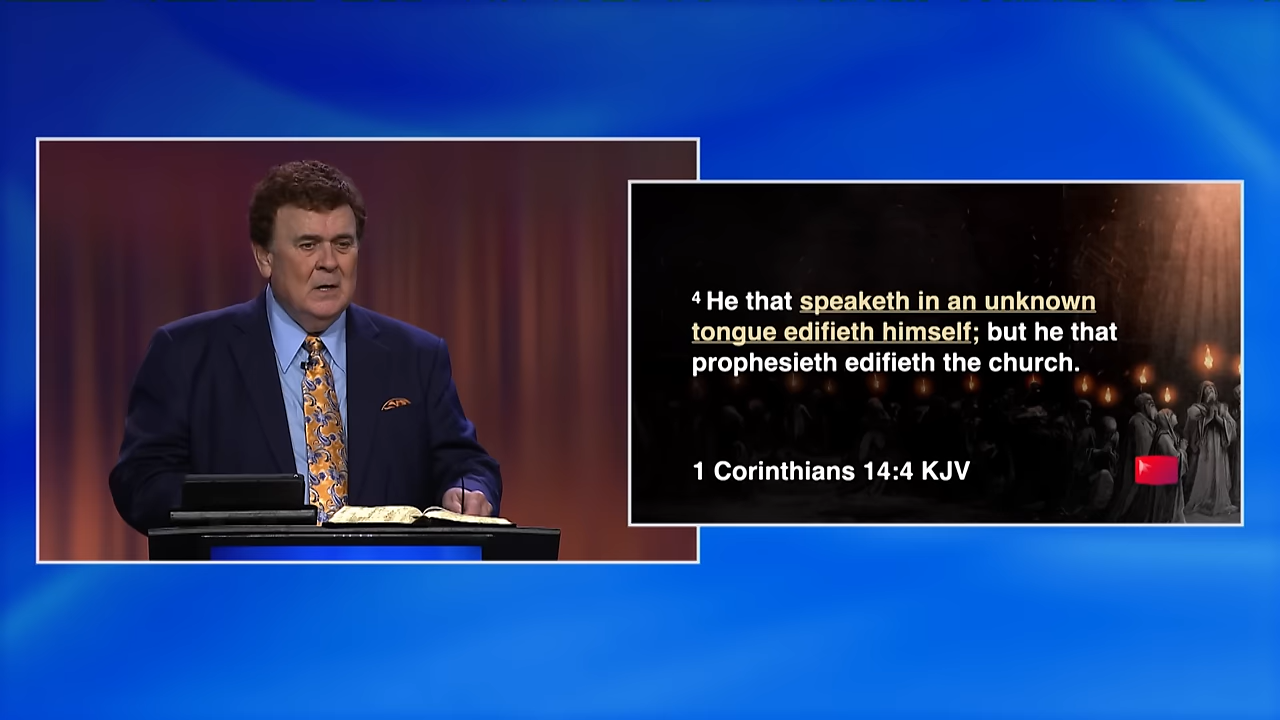 4 He that speaketh in an unknown
tongue edifieth himself; but he that
prophesieth edifieth the church.
1 Corinthians 14:4 KJV